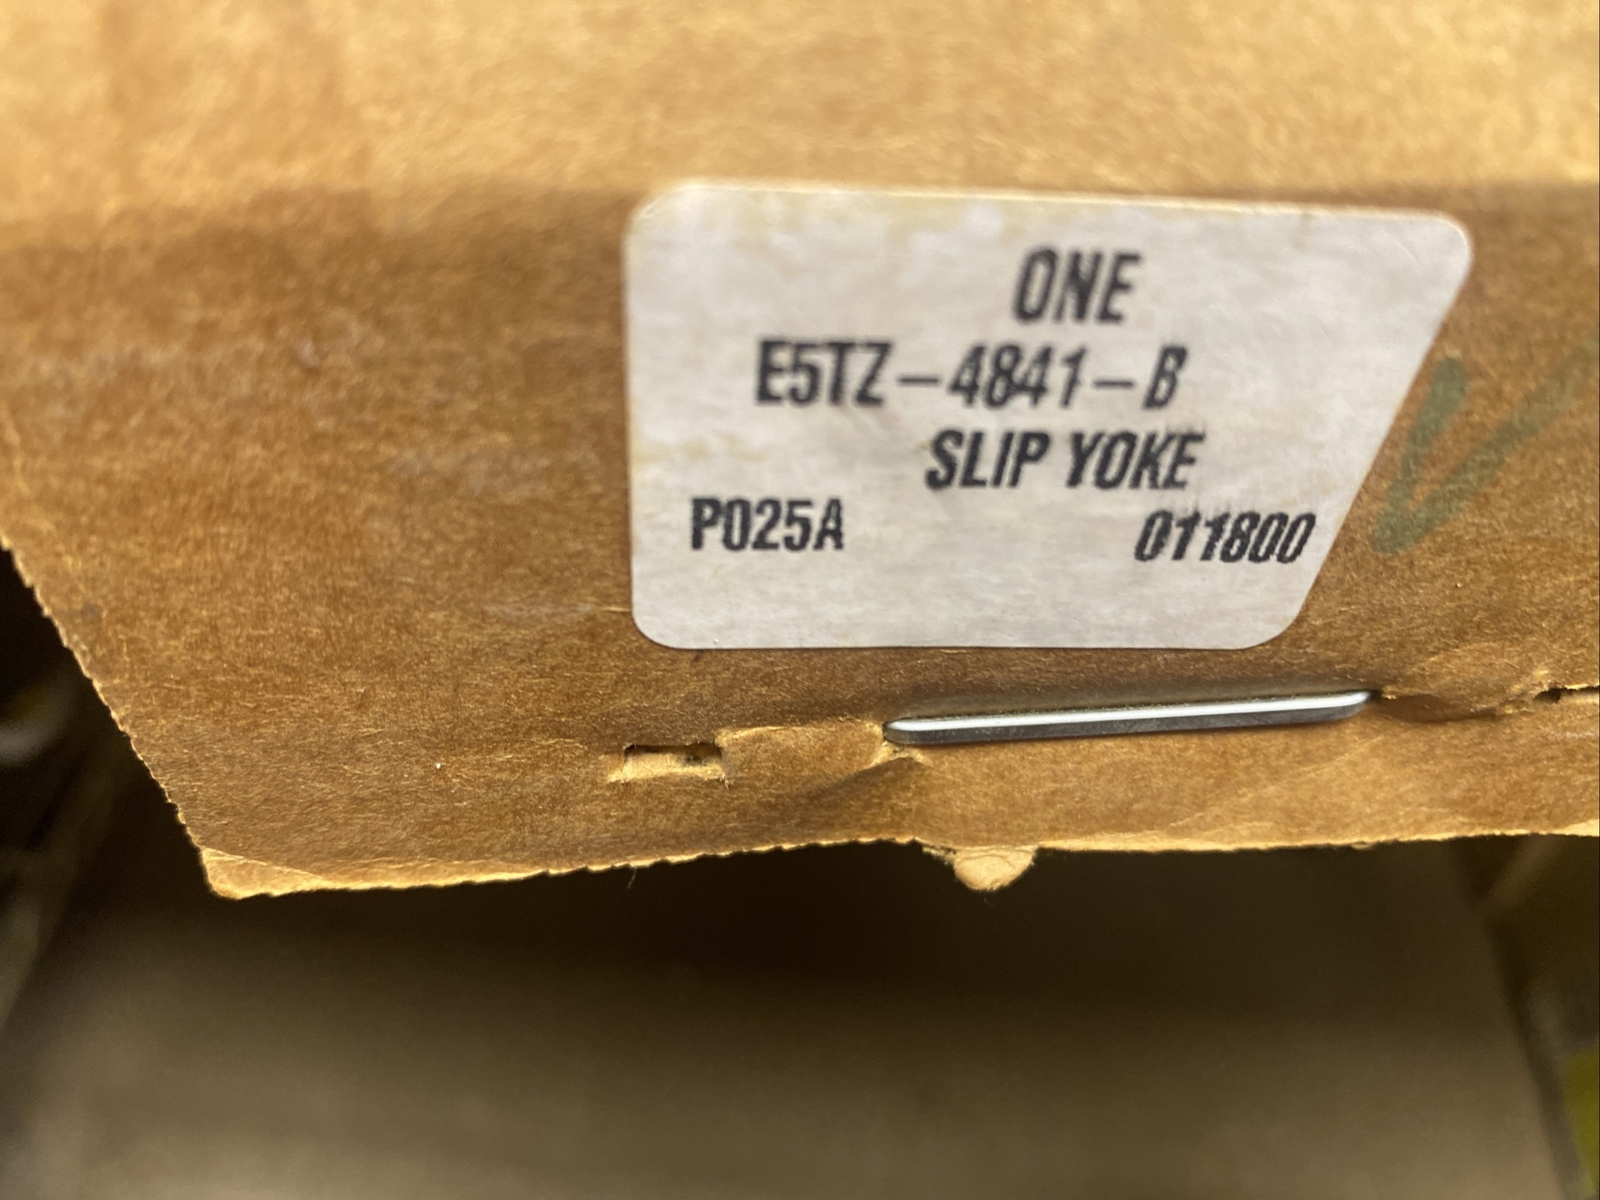 ONE
E5TZ-4841-B
SLIP YOKE
P025A 011800